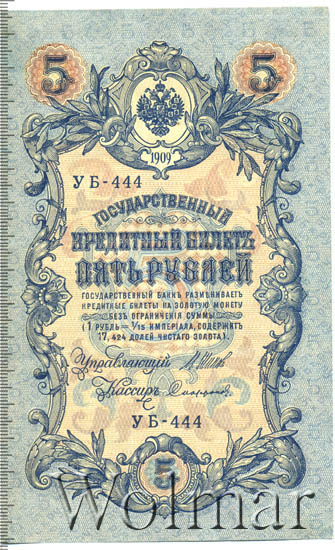 5 5
1909
УБ-444
ГОСУДАРСТВЕННЫЙ
КРЕДИТНЫЙ БИЛЕТЪ
ПЯТЬ РУБЛЕЙ
ГОСУДАРСТВЕННЫЙ БАНКЪ РАЗМѢНИВАЕТЪ
КРЕДИТНЫЕ БИЛЕТЫ НА ЗОЛОТУЮ МОНЕТУ
БЕЗЪ ОГРАНИЧЕНІЯ СУММЫ
(1 РУБЛЬ = 1/15 ИМПЕРІАЛА, СОДЕРЖИТЪ
17,424 ДОЛЕЙ ЧИСТАГО ЗОЛОТА).
Управляющій
Кассиръ
УБ-444
5
Wolmar